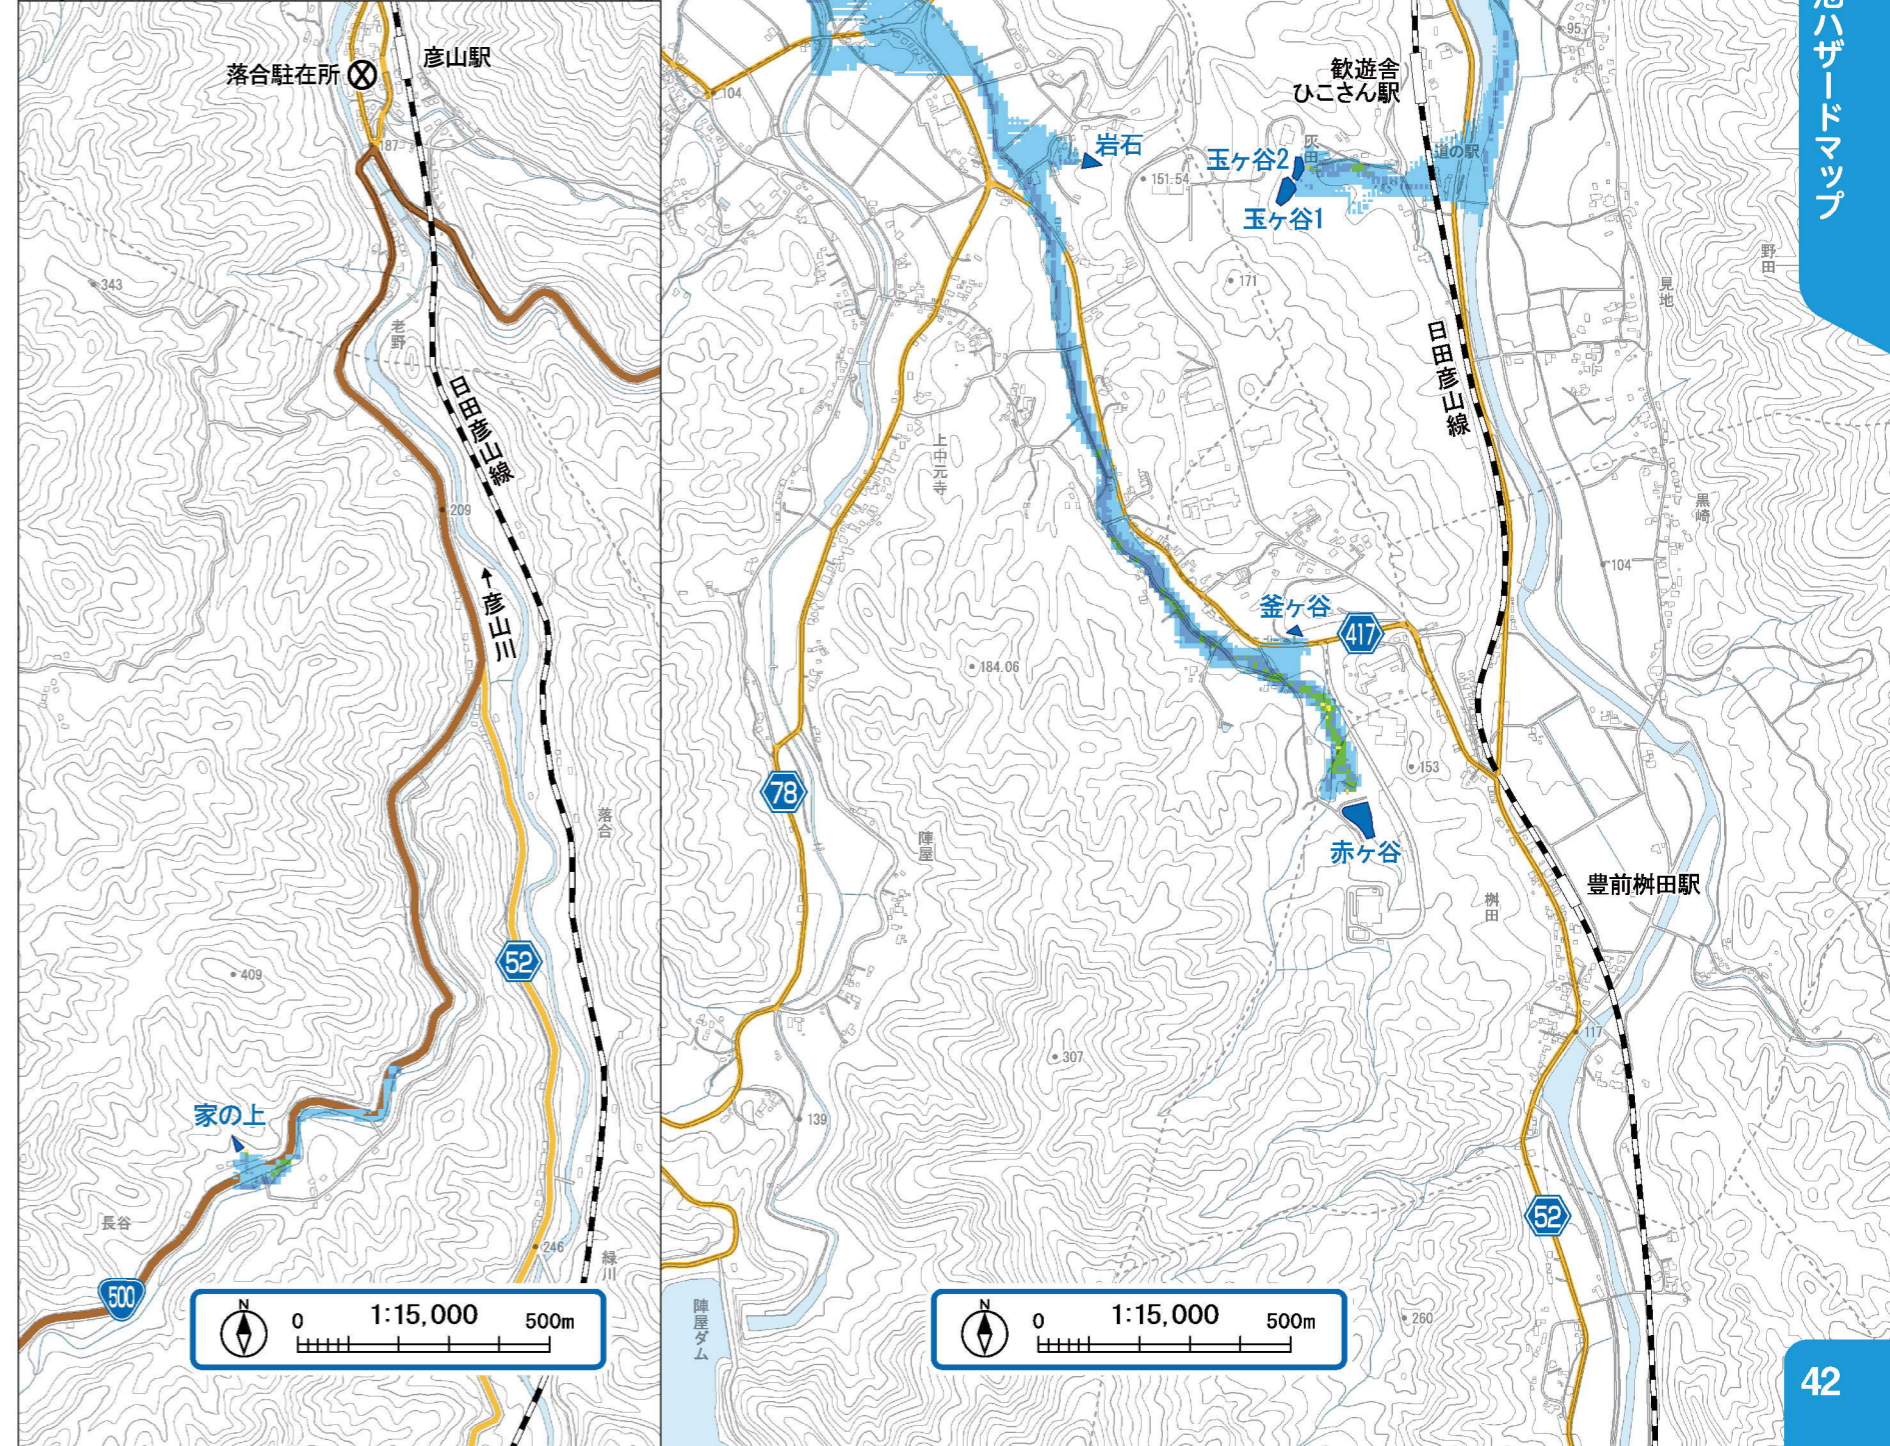 彦山駅
落合駐在所
187
343
老野
日田彦山線
209
彦山川
落合
409
52
家の上
長谷
246
緑川
500
N
0
1:15,000
500m
104
岩石
151.54
歓遊舎
ひこさん駅
95
灰田
道の駅
玉ヶ谷2
玉ヶ谷1
171
野田
見地
日田彦山線
上中元寺
黒崎
104
釜ヶ谷
417
184.06
153
78
陣屋
赤ヶ谷
桝田
豊前桝田駅
117
307
139
52
陣屋ダム
260
N
0
1:15,000
500m
ハザードマップ
42